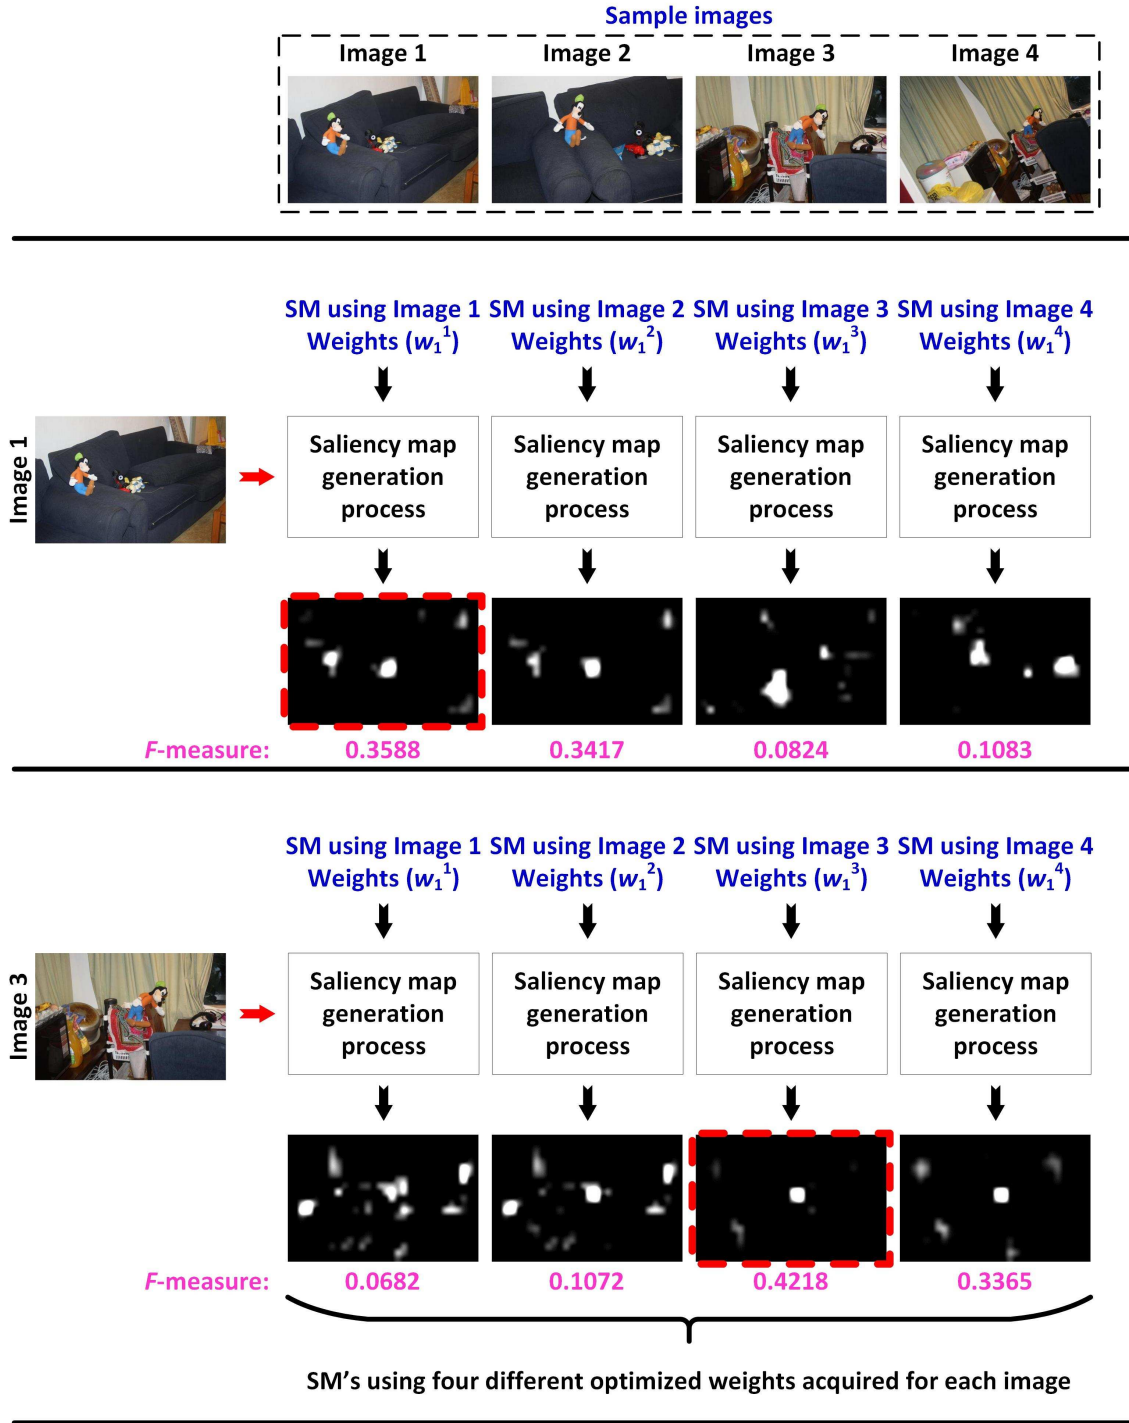 Sample images
Image 1 Image 2 Image 3 Image 4
SM using Image 1 SM using Image 2 SM using Image 3 SM using Image 4
Weights (w₁¹) Weights (w₁²) Weights (w₁³) Weights (w₁⁴)
Image 1
Saliency map Saliency map Saliency map Saliency map
generation generation generation generation
process process process process
F-measure: 0.3588 0.3417 0.0824 0.1083
SM using Image 1 SM using Image 2 SM using Image 3 SM using Image 4
Weights (w₁¹) Weights (w₁²) Weights (w₁³) Weights (w₁⁴)
Image 3
Saliency map Saliency map Saliency map Saliency map
generation generation generation generation
process process process process
F-measure: 0.0682 0.1072 0.4218 0.3365
SM's using four different optimized weights acquired for each image